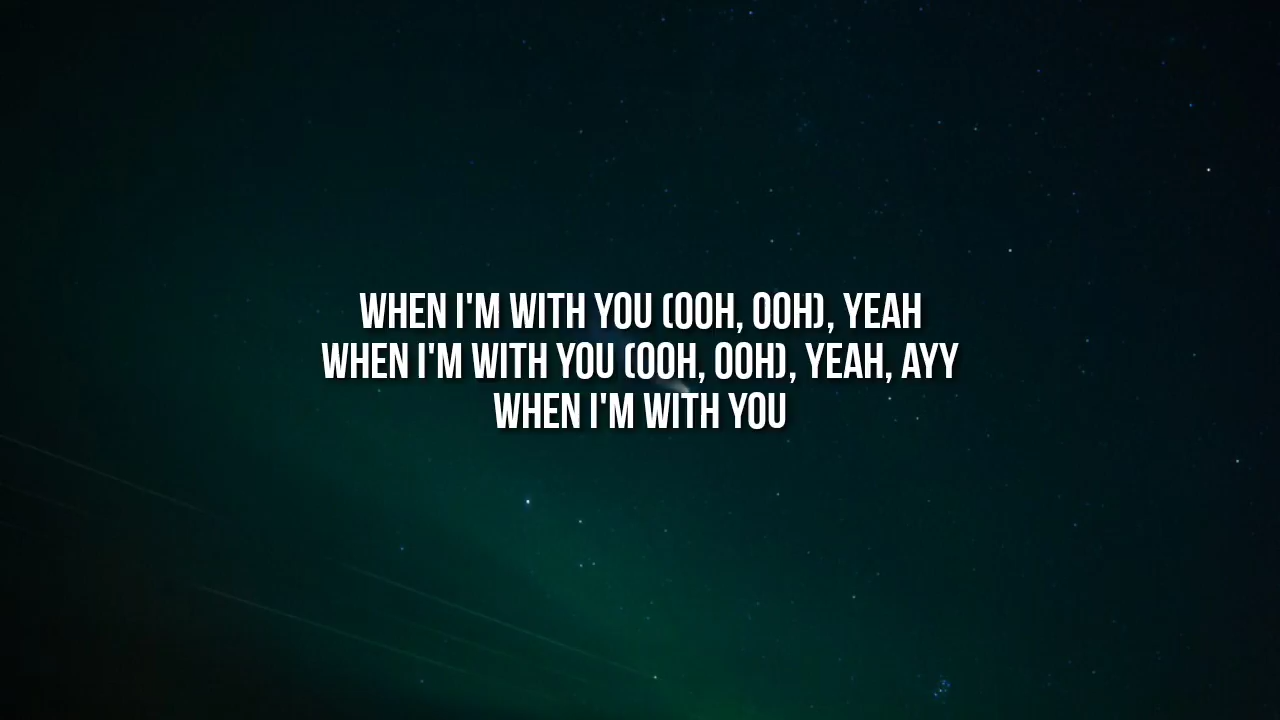 WHEN I'M WITH YOU (OOH, OOH), YEAH
WHEN I'M WITH YOU (OOH, OOH), YEAH, AYY
WHEN I'M WITH YOU